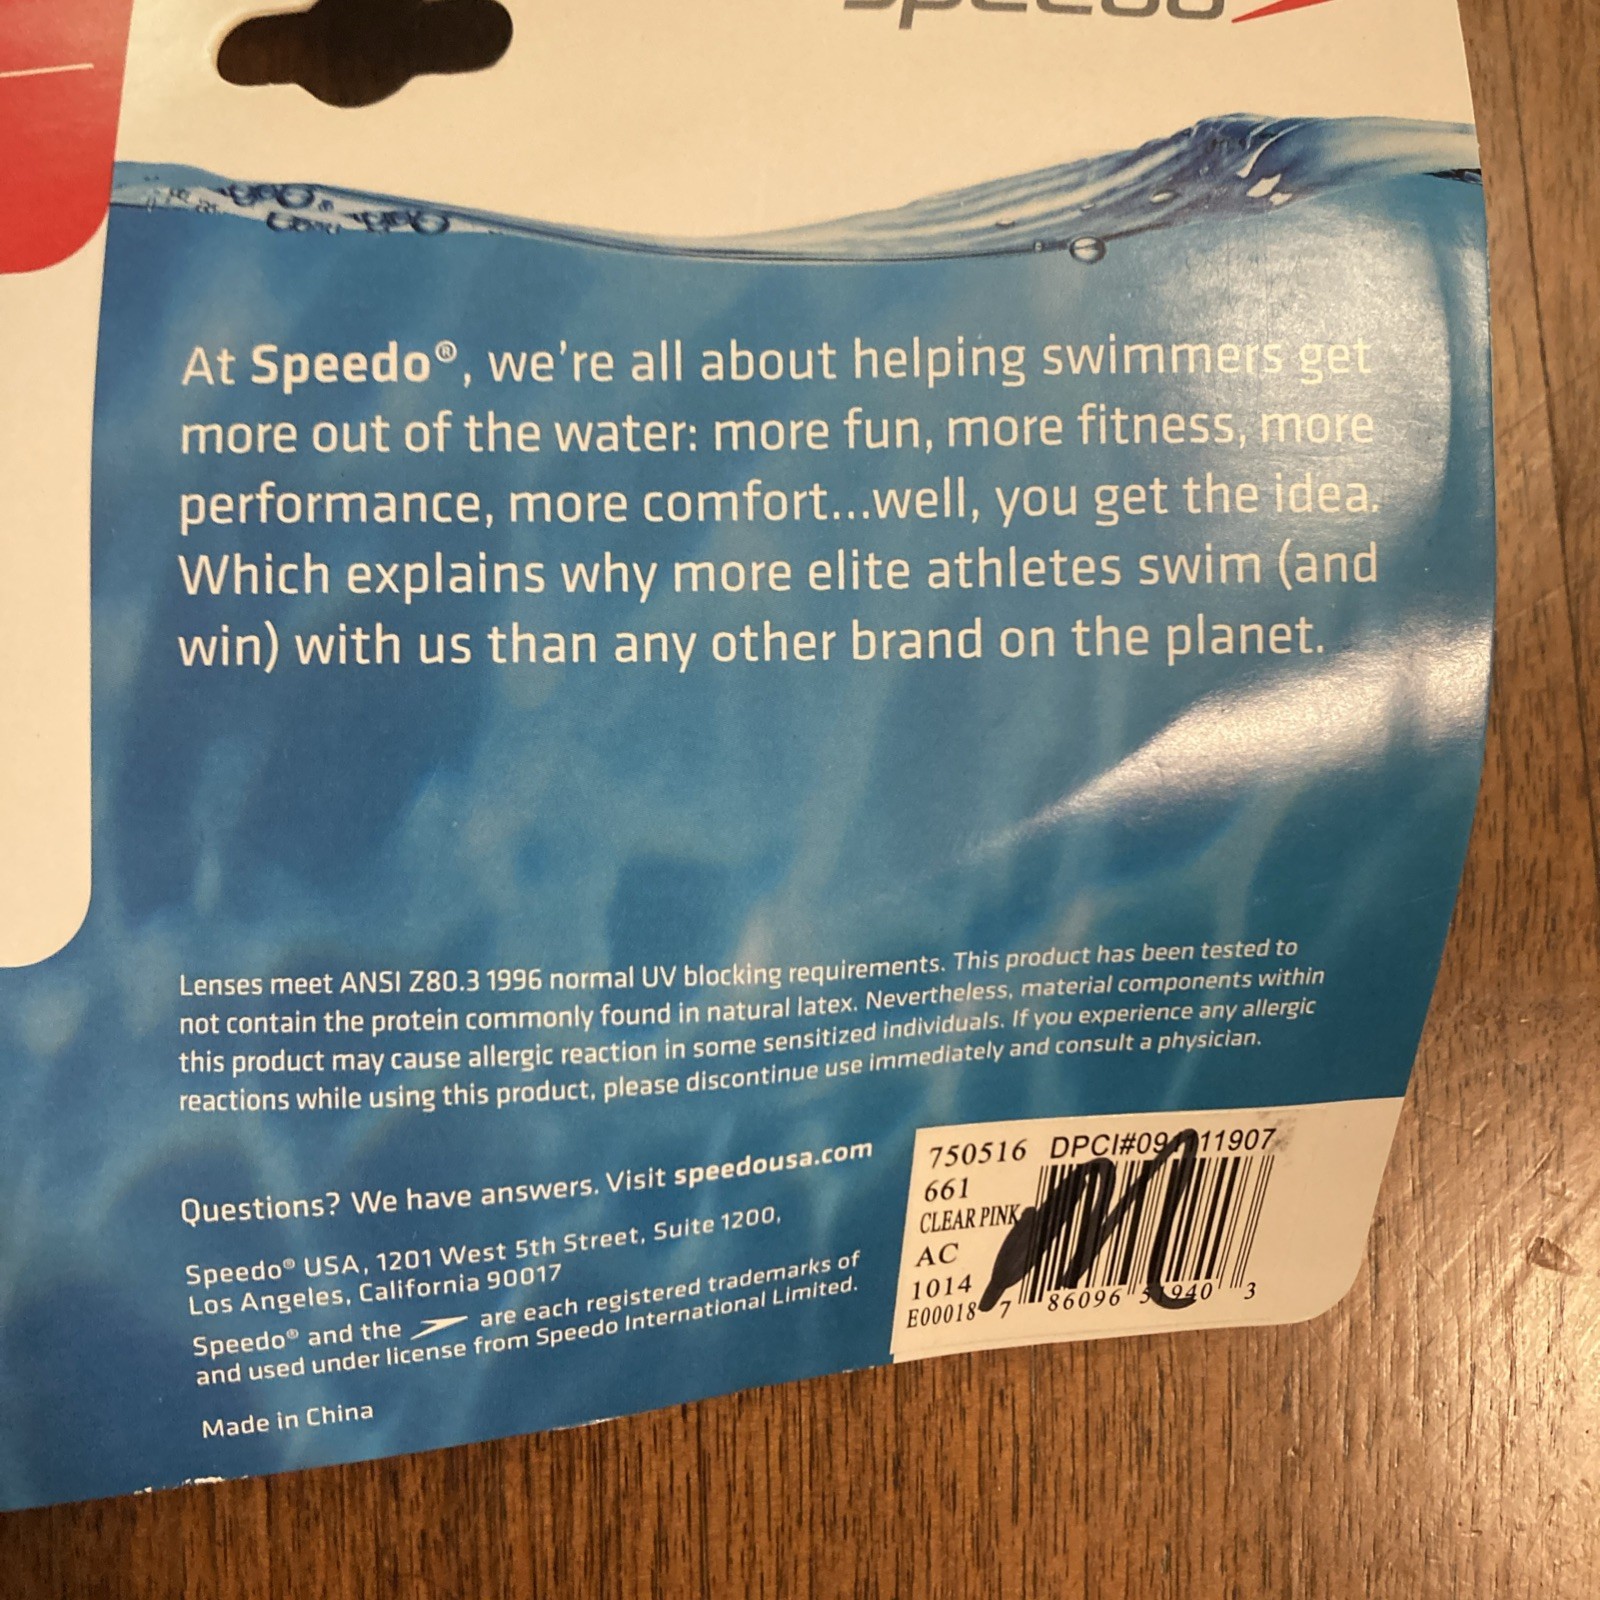 speedo
At Speedo®, we're all about helping swimmers get
more out of the water: more fun, more fitness, more
performance, more comfort...well, you get the idea.
Which explains why more elite athletes swim (and
win) with us than any other brand on the planet.
Lenses meet ANSI Z80.3 1996 normal UV blocking requirements. This product has been tested to
not contain the protein commonly found in natural latex. Nevertheless, material components within
this product may cause allergic reaction in some sensitized individuals. If you experience any allergic
reactions while using this product, please discontinue use immediately and consult a physician.
Questions? We have answers. Visit speedousa.com
Speedo® USA, 1201 West 5th Street, Suite 1200,
Los Angeles, California 90017
Speedo® and the are each registered trademarks of
and used under license from Speedo International Limited.
Made in China
750516
661
CLEAR PINK
AC
1014
E00018
7 86096 3